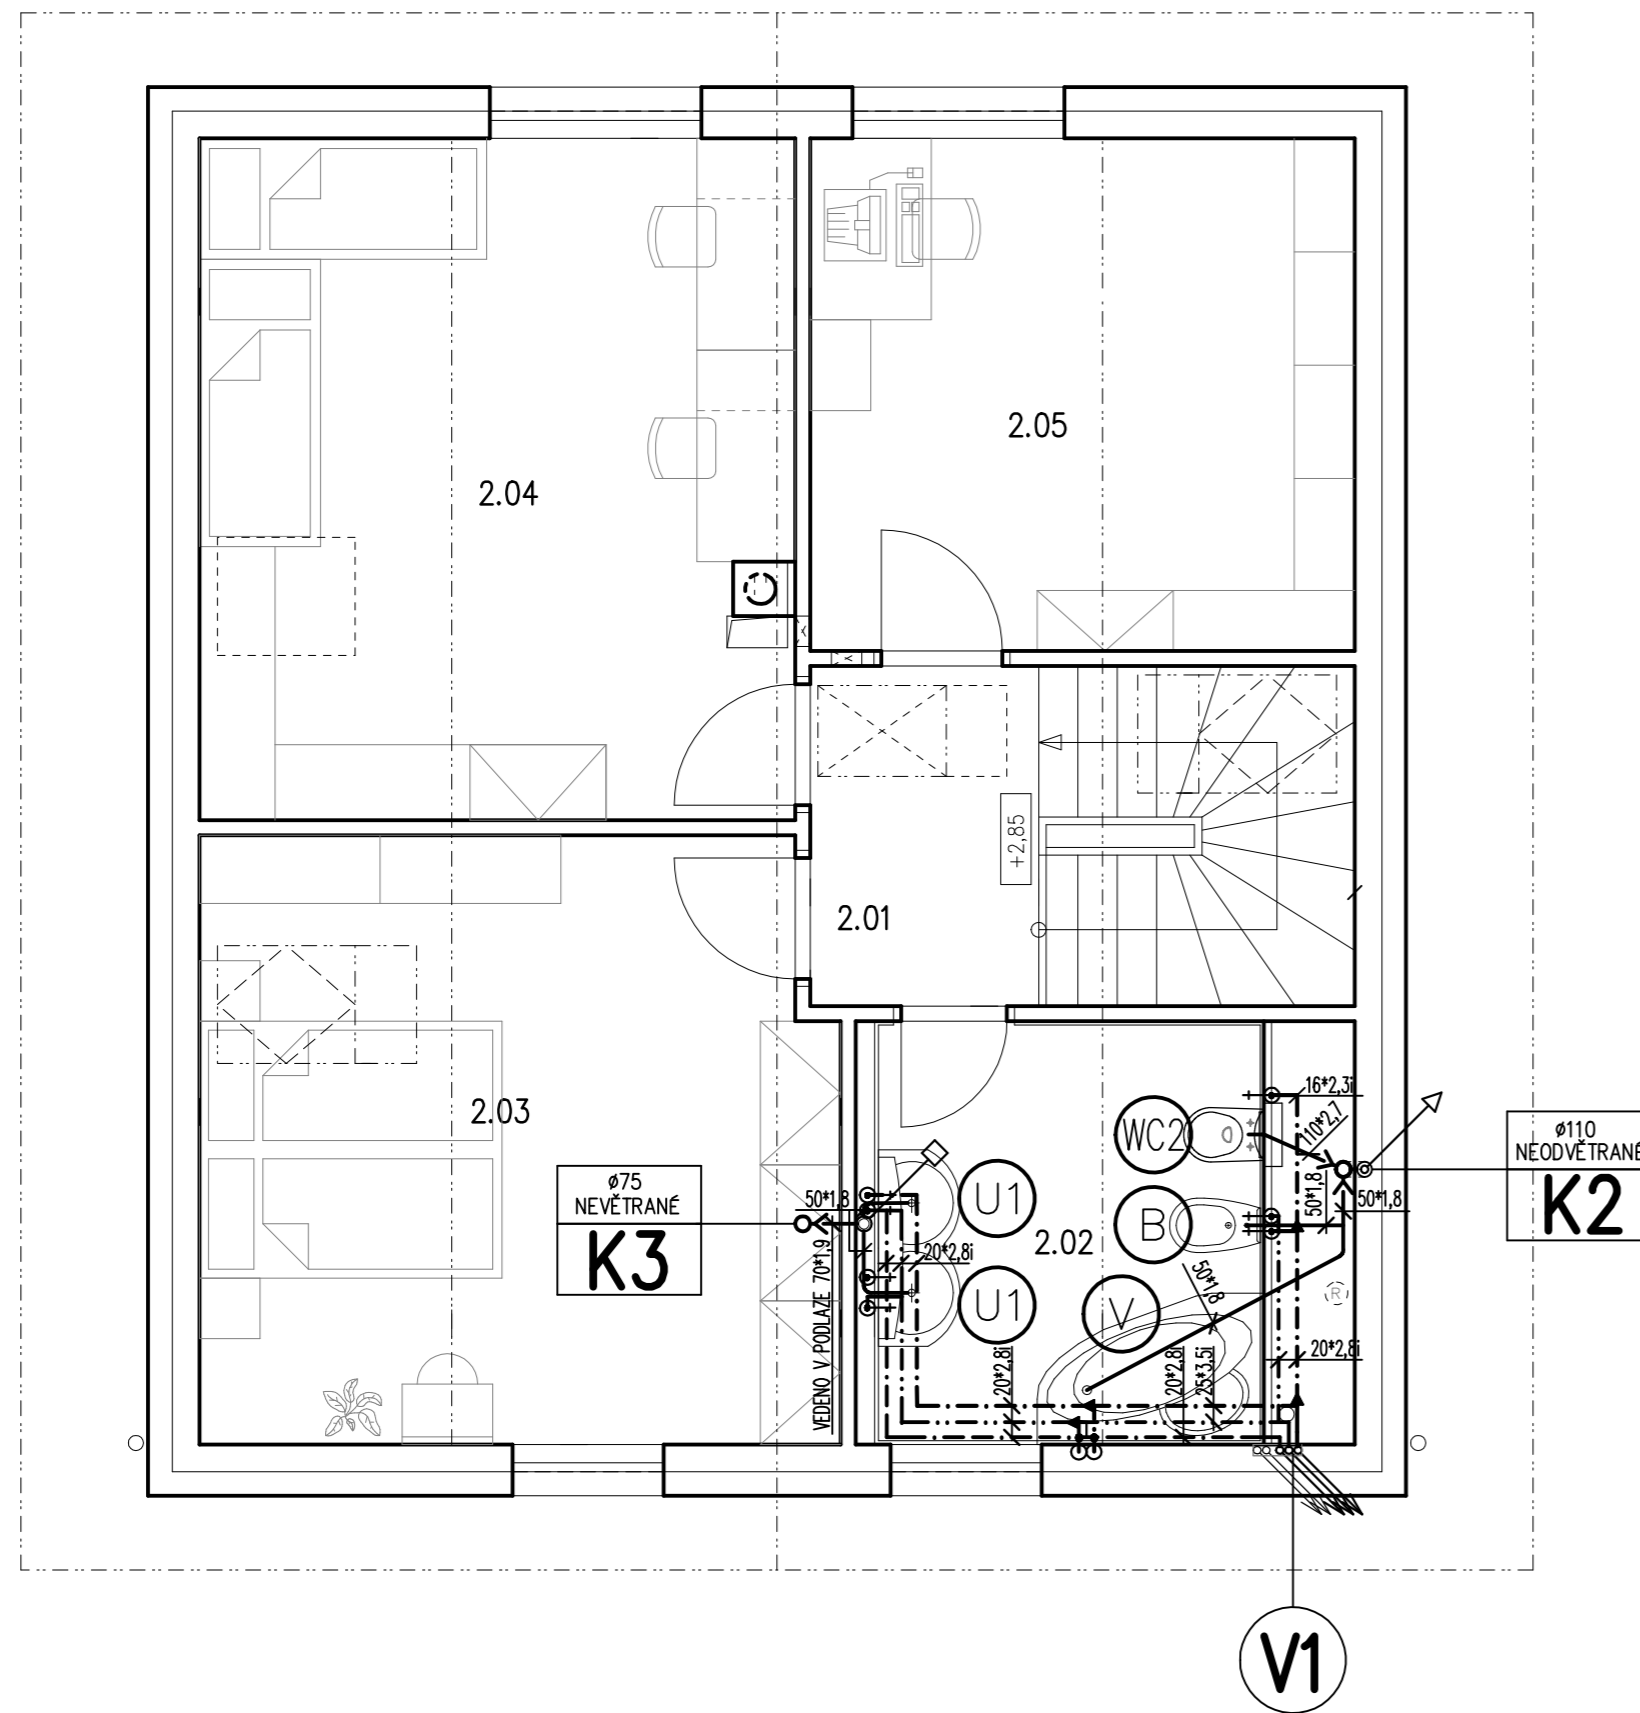 2.05
2.04
+2,85
2.01
2.03
16*2,3i
WC2
110*2,7
ø110
NEODVĚTRANÉ
K2
ø75
NEVĚTRANÉ
K3
50*1,8
U1
B
50*1,8
50*1,8
2.02
20*2,8i
VEDENO V PODLAZE 70*1,9
U1
V
50*1,8
R
20*2,8i
20*2,8i
20*2,8i
25*3,5i
V1